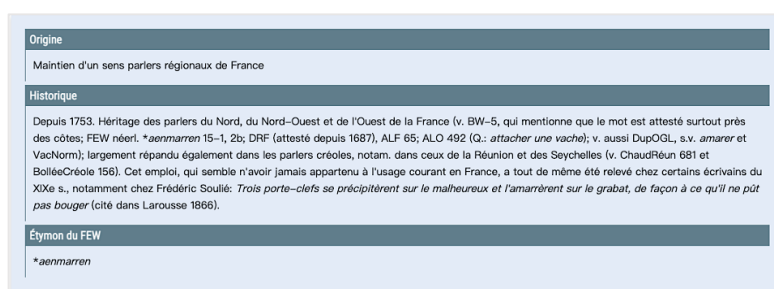 Origine
Maintien d'un sens parlers régionaux de France
Historique
Depuis 1753. Héritage des parlers du Nord, du Nord-Ouest et de l'Ouest de la France (v. BW-5, qui mentionne que le mot est attesté surtout près
des côtes; FEW néerl. *aenmarren 15-1, 2b; DRF (attesté depuis 1687), ALF 65; ALO 492 (Q.: attacher une vache); v. aussi DupOGL, s.v. amarer et
VacNorm); largement répandu également dans les parlers créoles, notam. dans ceux de la Réunion et des Seychelles (v. ChaudRéun 681 et
BolléeCréole 156). Cet emploi, qui semble n'avoir jamais appartenu à l'usage courant en France, a tout de même été relevé chez certains écrivains du
XIXe s., notamment chez Frédéric Soulié: Trois porte-clefs se précipitèrent sur le malheureux et l'amarrèrent sur le grabat, de façon à ce qu'il ne pût
pas bouger (cité dans Larousse 1866).
Étymon du FEW
*aenmarren